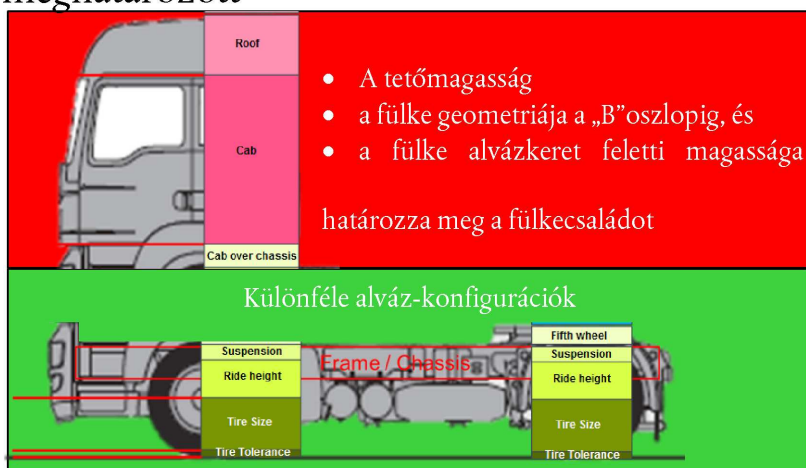 meghatározott
Roof
Cab
Cab over chassis
• A tetőmagasság
• a fülke geometriája a „B”oszlopig, és
• a fülke alvázkeret feletti magassága
határozza meg a fülkecsaládot
Különféle alváz-konfigurációk
Suspension
Ride height
Tire Size
Tire Tolerance
Frame / Chassis
Fifth wheel
Suspension
Ride height
Tire Size
Tire Tolerance